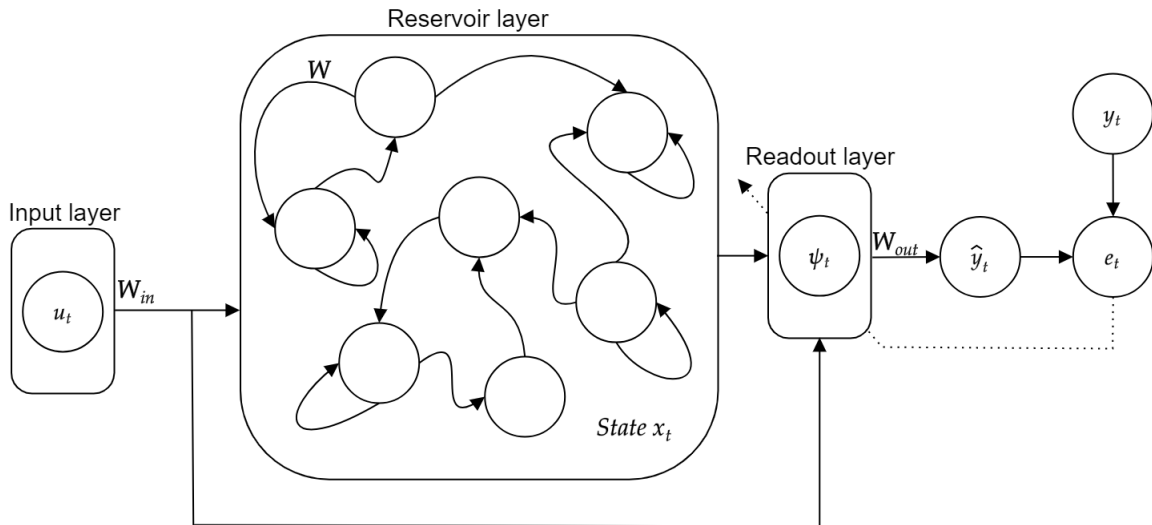 Reservoir layer
W
y_t
Readout layer
Input layer
ψ_t
W_out
ŷ_t
e_t
W_in
u_t
State x_t